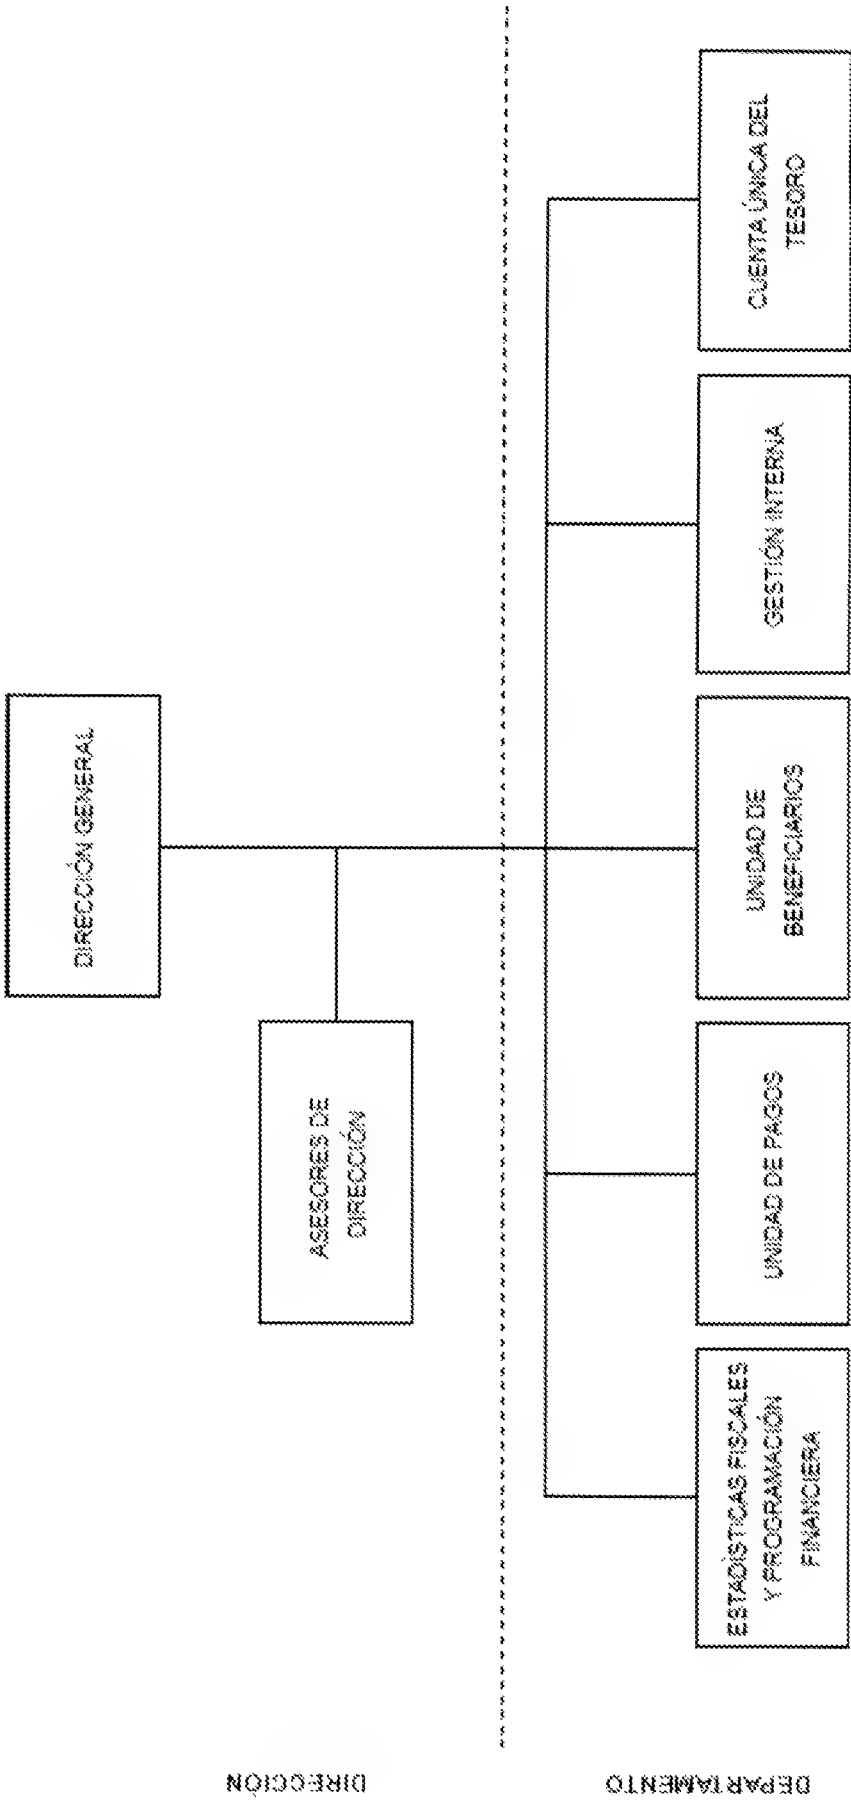 DIRECCIÓN
DIRECCIÓN GENERAL
ASESORES DE
DIRECCIÓN
DEPARTAMENTO
ESTADÍSTICAS FISCALES
Y PROGRAMACIÓN
FINANCIERA
UNIDAD DE PAGOS
UNIDAD DE
BENEFICIARIOS
GESTIÓN INTERNA
CUENTA ÚNICA DEL
TESORO